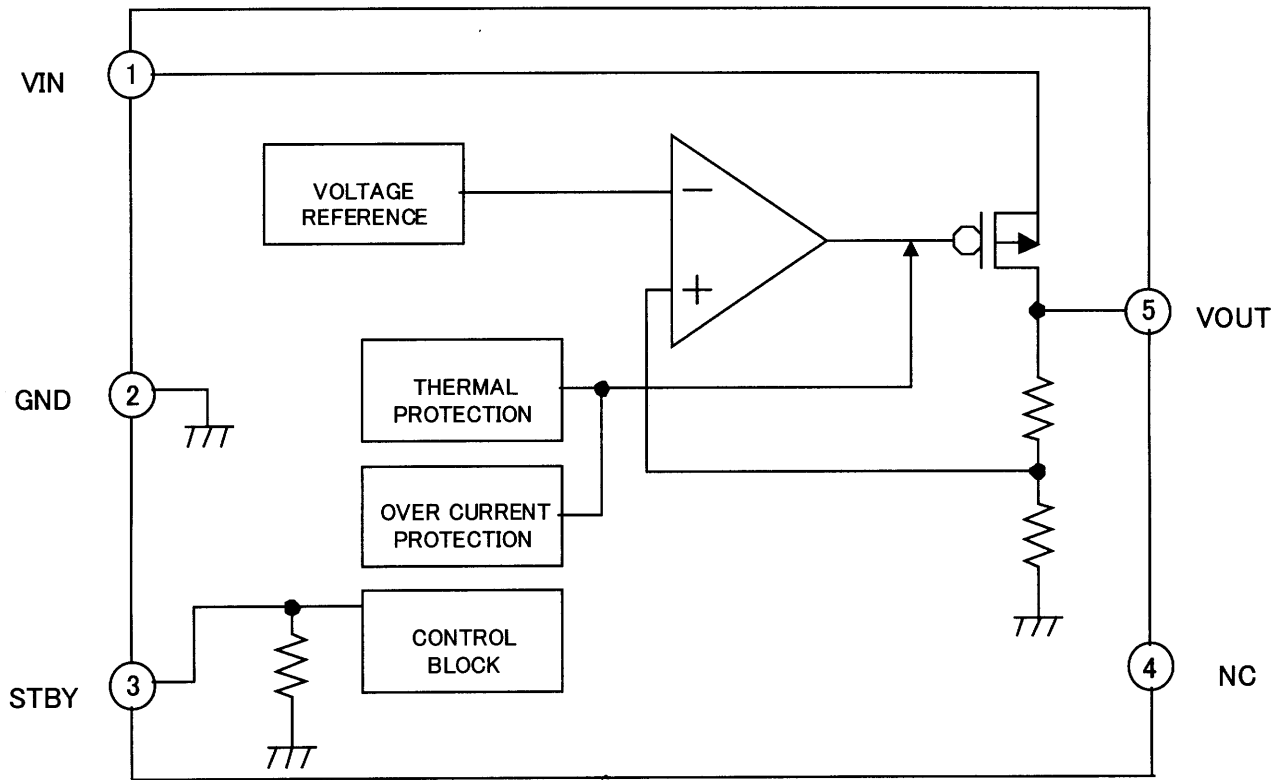 VIN
1
VOLTAGE
REFERENCE
−
+
5
VOUT
GND
2
THERMAL
PROTECTION
OVER CURRENT
PROTECTION
CONTROL
BLOCK
STBY
3
4
NC